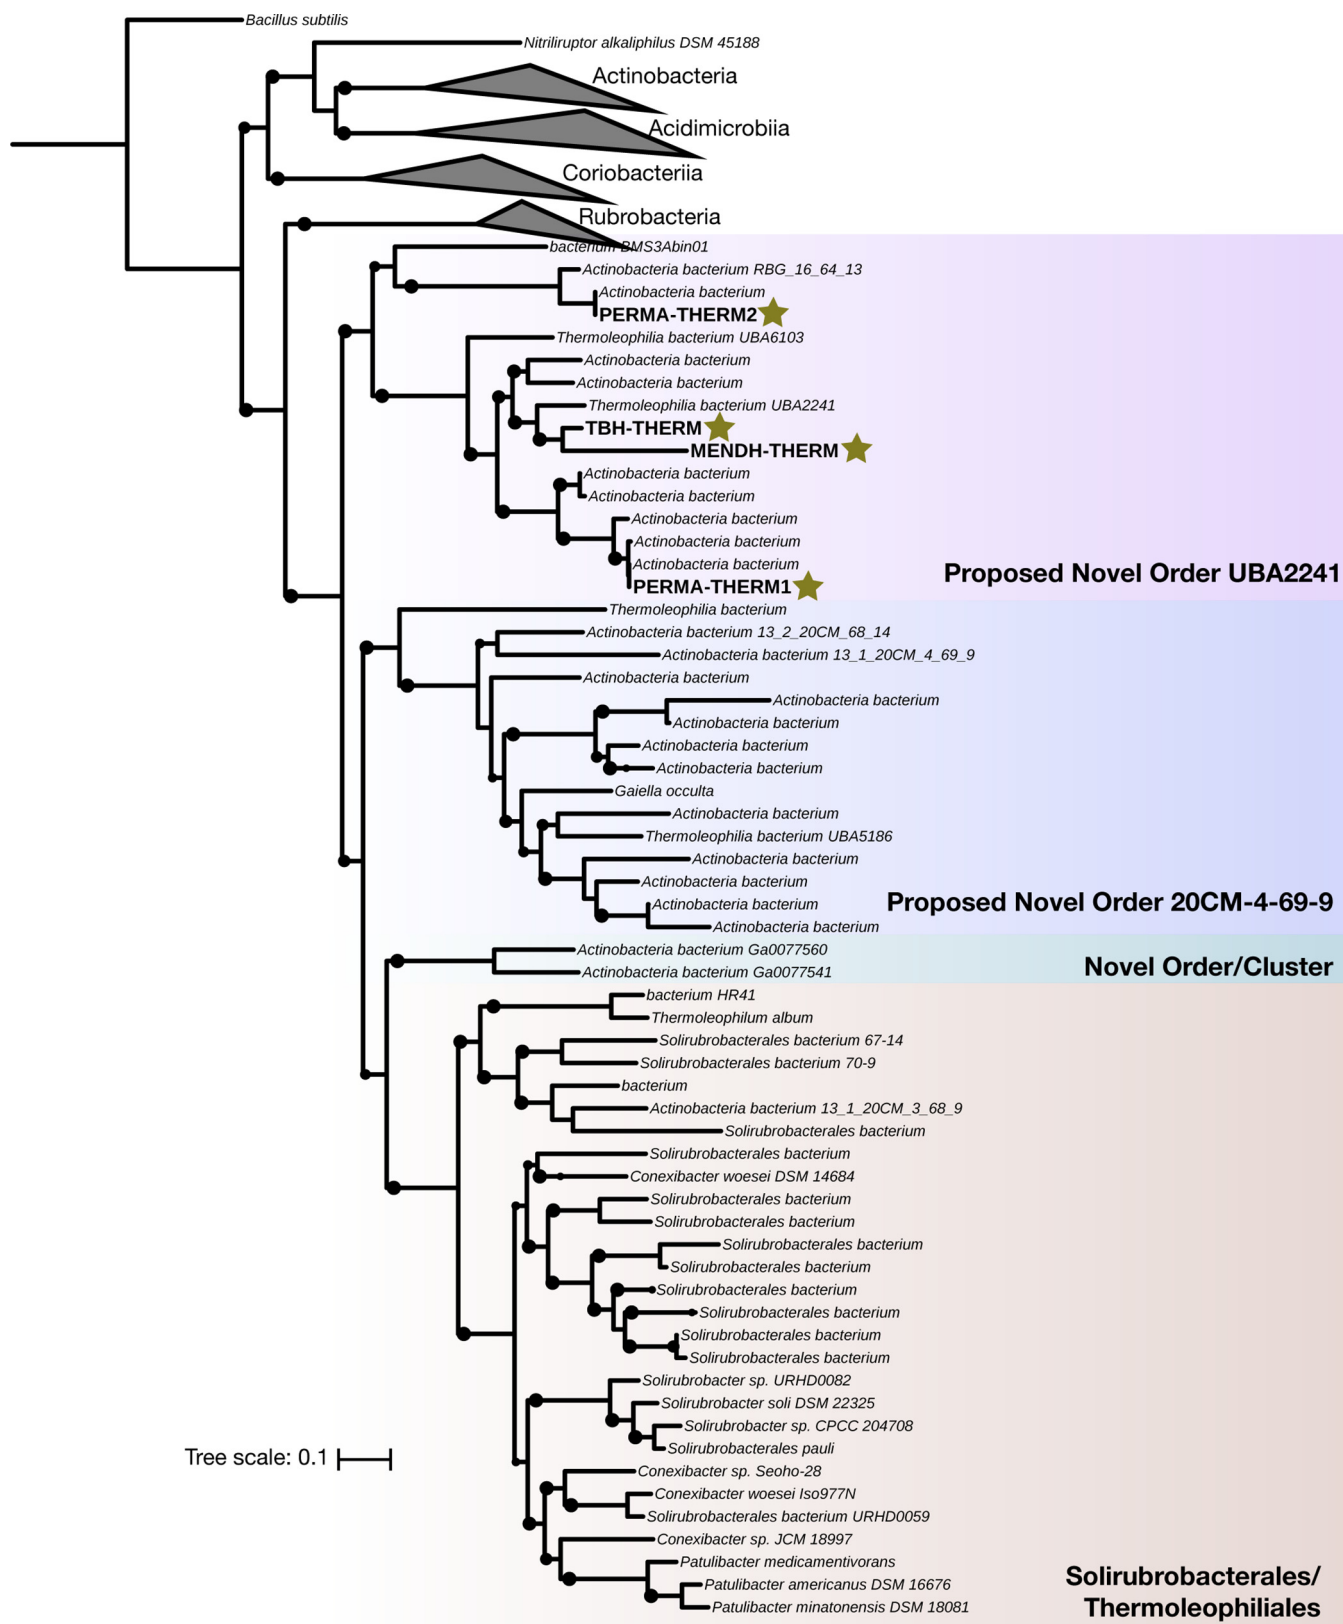 Bacillus subtilis
Nitriliruptor alkaliphilus DSM 45188
Actinobacteria
Acidimicrobiia
Coriobacteriia
Rubrobacteria
bacterium BMS3Abin01
Actinobacteria bacterium RBG_16_64_13
Actinobacteria bacterium
PERMA-THERM2
Thermoleophilia bacterium UBA6103
Actinobacteria bacterium
Actinobacteria bacterium
Thermoleophilia bacterium UBA2241
TBH-THERM
MENDH-THERM
Actinobacteria bacterium
Actinobacteria bacterium
Actinobacteria bacterium
Actinobacteria bacterium
Actinobacteria bacterium
Proposed Novel Order UBA2241
PERMA-THERM1
Thermoleophilia bacterium
Actinobacteria bacterium 13_2_20CM_68_14
Actinobacteria bacterium 13_1_20CM_4_69_9
Actinobacteria bacterium
Actinobacteria bacterium
Actinobacteria bacterium
Actinobacteria bacterium
Actinobacteria bacterium
Gaiella occulta
Actinobacteria bacterium
Thermoleophilia bacterium UBA5186
Actinobacteria bacterium
Actinobacteria bacterium
Actinobacteria bacterium
Proposed Novel Order 20CM-4-69-9
Actinobacteria bacterium
Actinobacteria bacterium Ga0077560
Novel Order/Cluster
Actinobacteria bacterium Ga0077541
bacterium HR41
Thermoleophilum album
Solirubrobacterales bacterium 67-14
Solirubrobacterales bacterium 70-9
bacterium
Actinobacteria bacterium 13_1_20CM_3_68_9
Solirubrobacterales bacterium
Solirubrobacterales bacterium
Conexibacter woesei DSM 14684
Solirubrobacterales bacterium
Solirubrobacterales bacterium
Solirubrobacterales bacterium
Solirubrobacterales bacterium
Solirubrobacterales bacterium
Solirubrobacterales bacterium
Solirubrobacterales bacterium
Solirubrobacterales bacterium
Solirubrobacter sp. URHD0082
Solirubrobacter soli DSM 22325
Solirubrobacter sp. CPCC 204708
Solirubrobacterales pauli
Tree scale: 0.1
Conexibacter sp. Seoho-28
Conexibacter woesei Iso977N
Solirubrobacterales bacterium URHD0059
Conexibacter sp. JCM 18997
Patulibacter medicamentivorans
Patulibacter americanus DSM 16676
Patulibacter minatonensis DSM 18081
Solirubrobacterales/
Thermoleophiliales